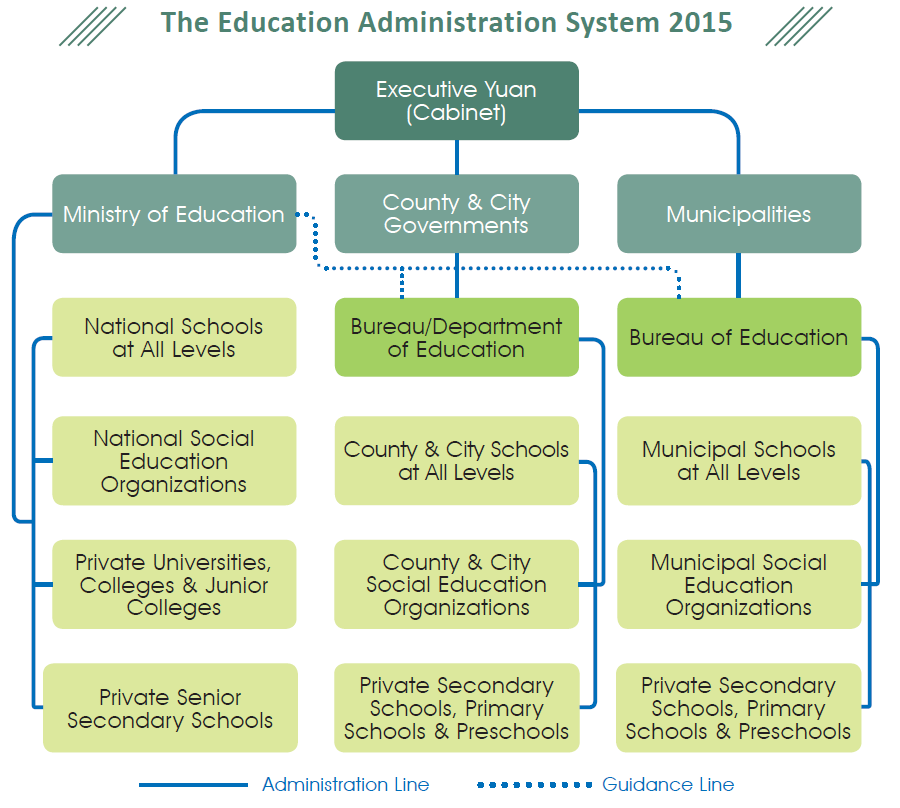 The Education Administration System 2015
Executive Yuan
(Cabinet)
Ministry of Education
County & City
Governments
Municipalities
National Schools
at All Levels
Bureau/Department
of Education
Bureau of Education
National Social
Education
Organizations
County & City Schools
at All Levels
Municipal Schools
at All Levels
Private Universities,
Colleges & Junior
Colleges
County & City
Social Education
Organizations
Municipal Social
Education
Organizations
Private Senior
Secondary Schools
Private Secondary
Schools, Primary
Schools & Preschools
Private Secondary
Schools, Primary
Schools & Preschools
Administration Line
Guidance Line